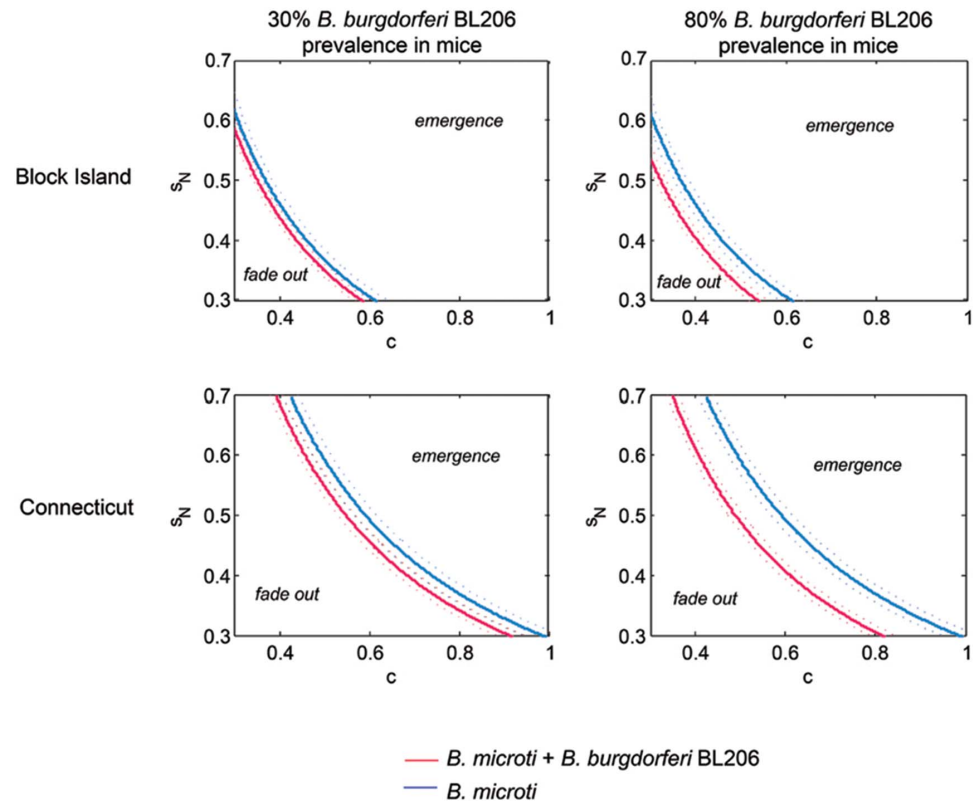 30% B. burgdorferi BL206
prevalence in mice
80% B. burgdorferi BL206
prevalence in mice
Block Island
0.7
0.6
0.5
0.4
0.3
s_N
emergence
fade out
0.4 0.6 0.8 1
c
0.7
0.6
0.5
0.4
0.3
s_N
emergence
fade out
0.4 0.6 0.8 1
c
Connecticut
0.7
0.6
0.5
0.4
0.3
s_N
emergence
fade out
0.4 0.6 0.8 1
c
0.7
0.6
0.5
0.4
0.3
s_N
emergence
fade out
0.4 0.6 0.8 1
c
B. microti + B. burgdorferi BL206
B. microti